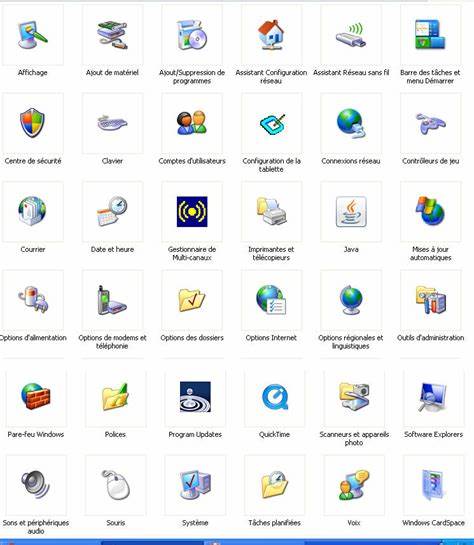 Affichage
Ajout de matériel
Ajout/Suppression de
programmes
Assistant Configuration
réseau
Assistant Réseau sans fil
Barre des tâches et
menu Démarrer
Centre de sécurité
Clavier
Comptes d'utilisateurs
Configuration de la
tablette
Connexions réseau
Contrôleurs de jeu
Courrier
Date et heure
Gestionnaire de
Multi-canaux
Imprimantes et
télécopieurs
Java
Mises à jour
automatiques
Options d'alimentation
Options de modems et
téléphonie
Options des dossiers
Options Internet
Options régionales et
linguistiques
Outils d'administration
Pare-feu Windows
Polices
Program Updates
QuickTime
Scanneurs et appareils
photo
Software Explorers
Sons et périphériques
audio
Souris
Système
Tâches planifiées
Voix
Windows CardSpace